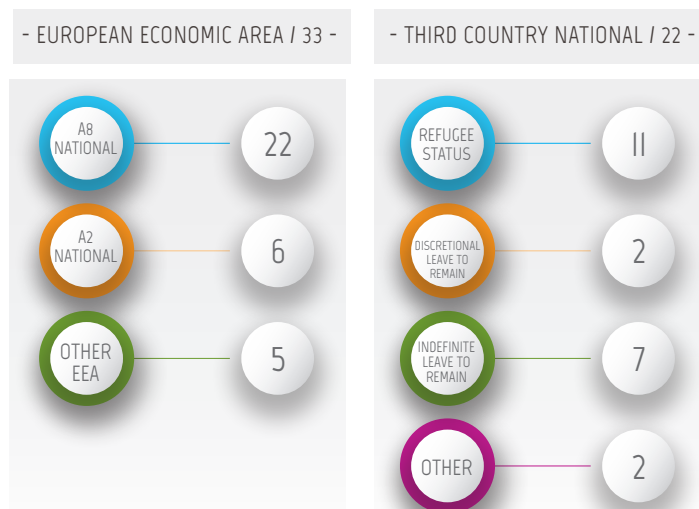 - EUROPEAN ECONOMIC AREA / 33 -
A8
NATIONAL
22
A2
NATIONAL
6
OTHER
EEA
5
- THIRD COUNTRY NATIONAL / 22 -
REFUGEE
STATUS
11
DISCRETIONAL
LEAVE TO
REMAIN
2
INDEFINITE
LEAVE TO
REMAIN
7
OTHER
2